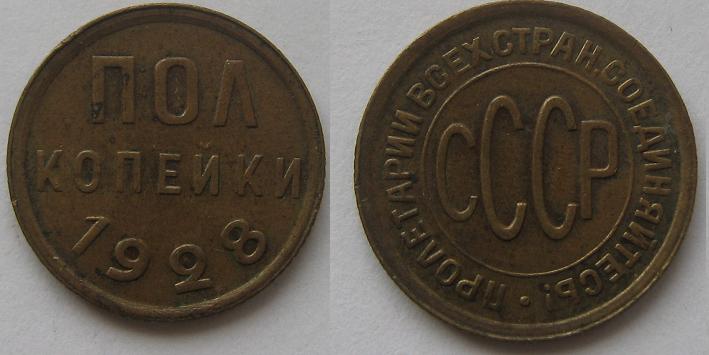 ПОЛ
КОПЕЙКИ
1928
ПРОЛЕТАРИИ ВСЕХ СТРАН, СОЕДИНЯЙТЕСЬ!
СССР